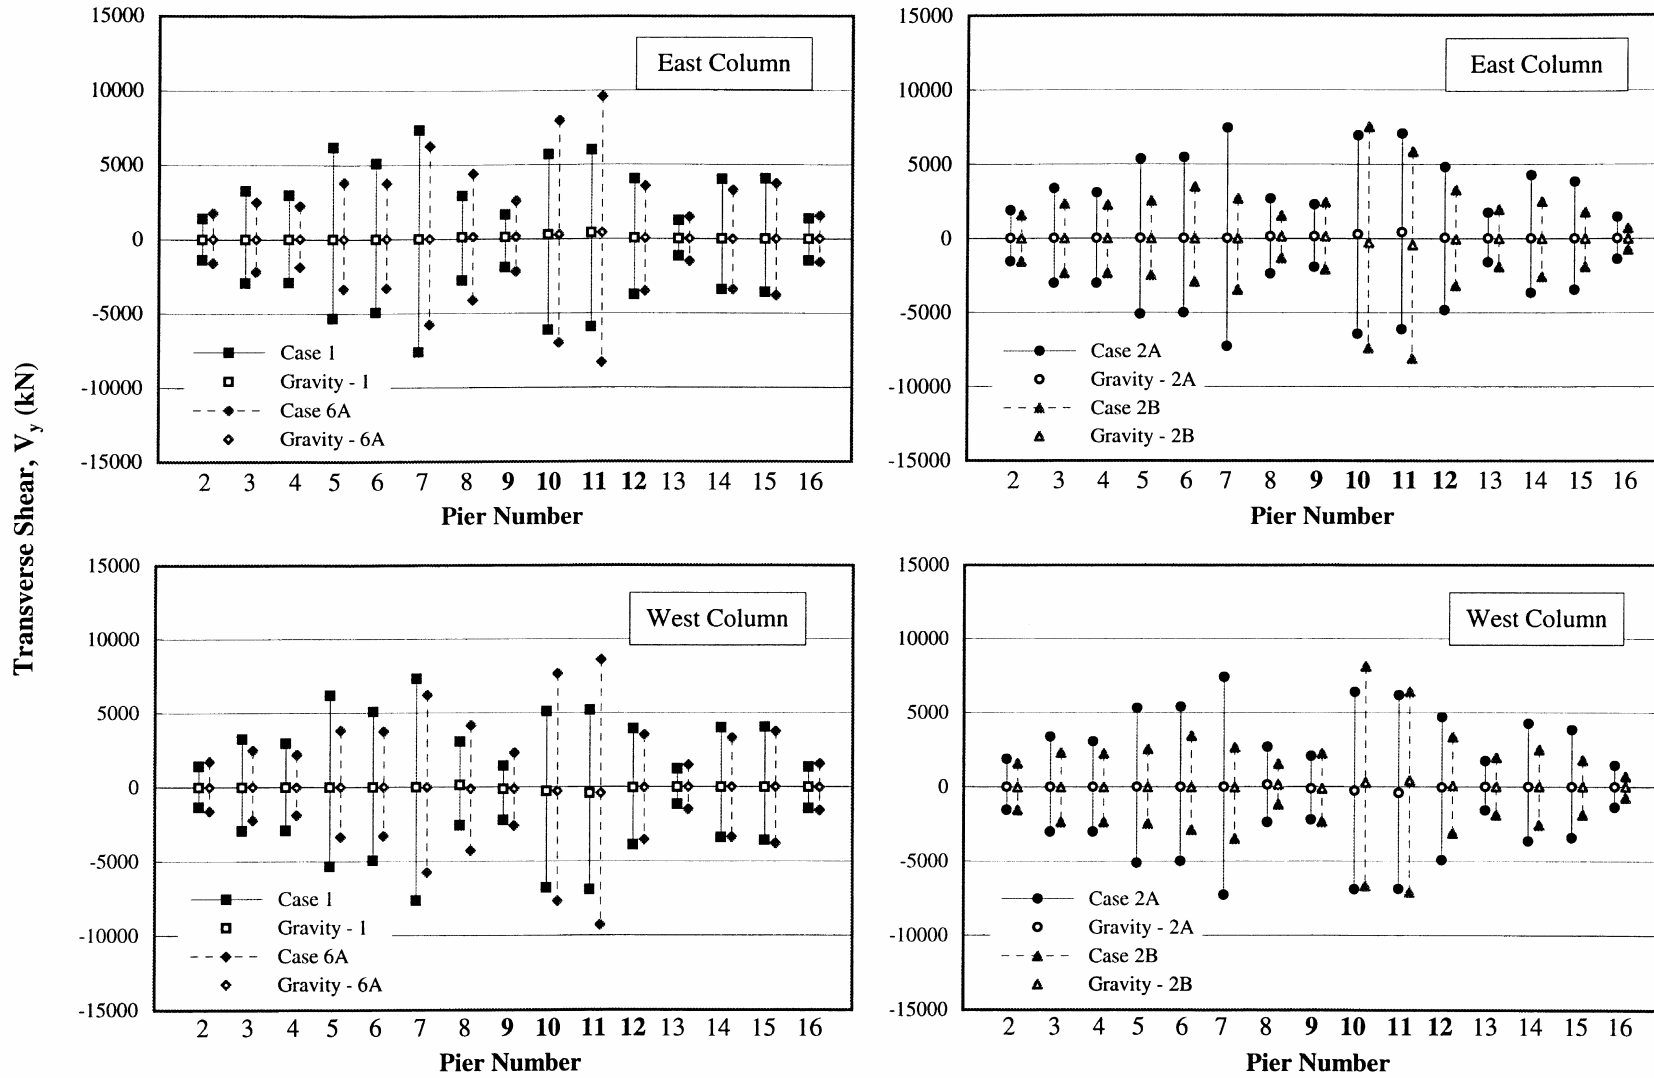 Transverse Shear, Vy (kN)
15000
10000
5000
0
-5000
-10000
-15000
East Column
Case 1
Gravity - 1
Case 6A
Gravity - 6A
2 3 4 5 6 7 8 9 10 11 12 13 14 15 16
Pier Number
15000
10000
5000
0
-5000
-10000
-15000
East Column
Case 2A
Gravity - 2A
Case 2B
Gravity - 2B
2 3 4 5 6 7 8 9 10 11 12 13 14 15 16
Pier Number
15000
10000
5000
0
-5000
-10000
-15000
West Column
Case 1
Gravity - 1
Case 6A
Gravity - 6A
2 3 4 5 6 7 8 9 10 11 12 13 14 15 16
Pier Number
15000
10000
5000
0
-5000
-10000
-15000
West Column
Case 2A
Gravity - 2A
Case 2B
Gravity - 2B
2 3 4 5 6 7 8 9 10 11 12 13 14 15 16
Pier Number